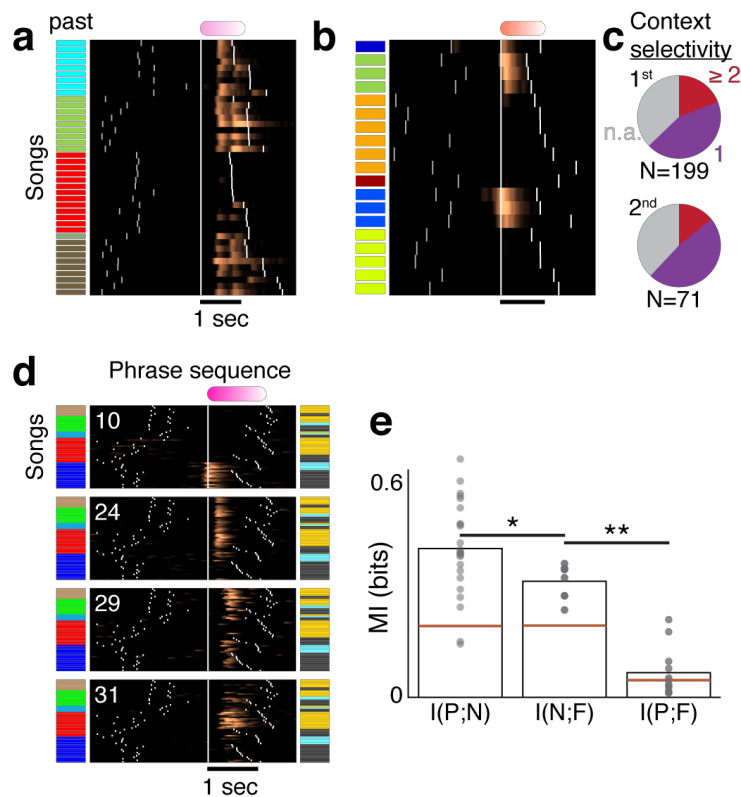 a
past
Songs
1 sec
b
c
Context
selectivity
1st
≥ 2
n.a.
1
N=199
2nd
N=71
d
Phrase sequence
Songs
10
24
29
31
1 sec
e
0.6
*
**
MI (bits)
0
I(P;N)
I(N;F)
I(P;F)